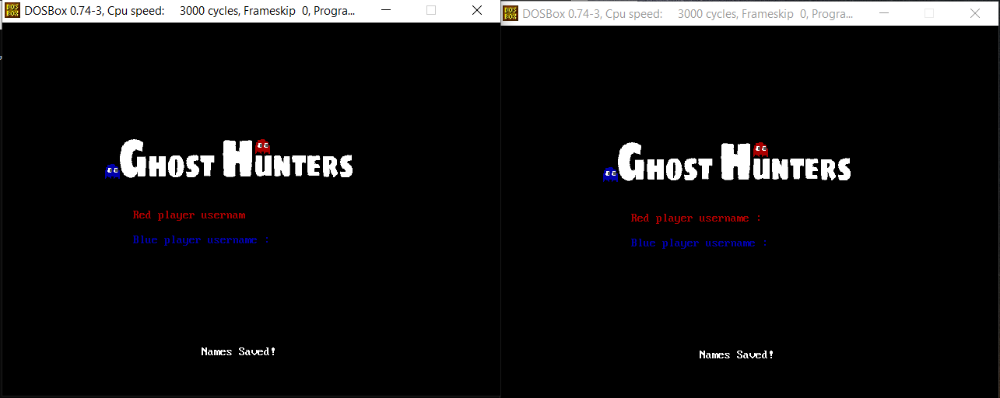 DOSBox 0.74-3, Cpu speed: 3000 cycles, Frameskip 0, Progra...
GHOST HUNTERS
Red player usernam
Blue player username :
Names Saved!
DOSBox 0.74-3, Cpu speed: 3000 cycles, Frameskip 0, Progra...
GHOST HUNTERS
Red player username :
Blue player username :
Names Saved!